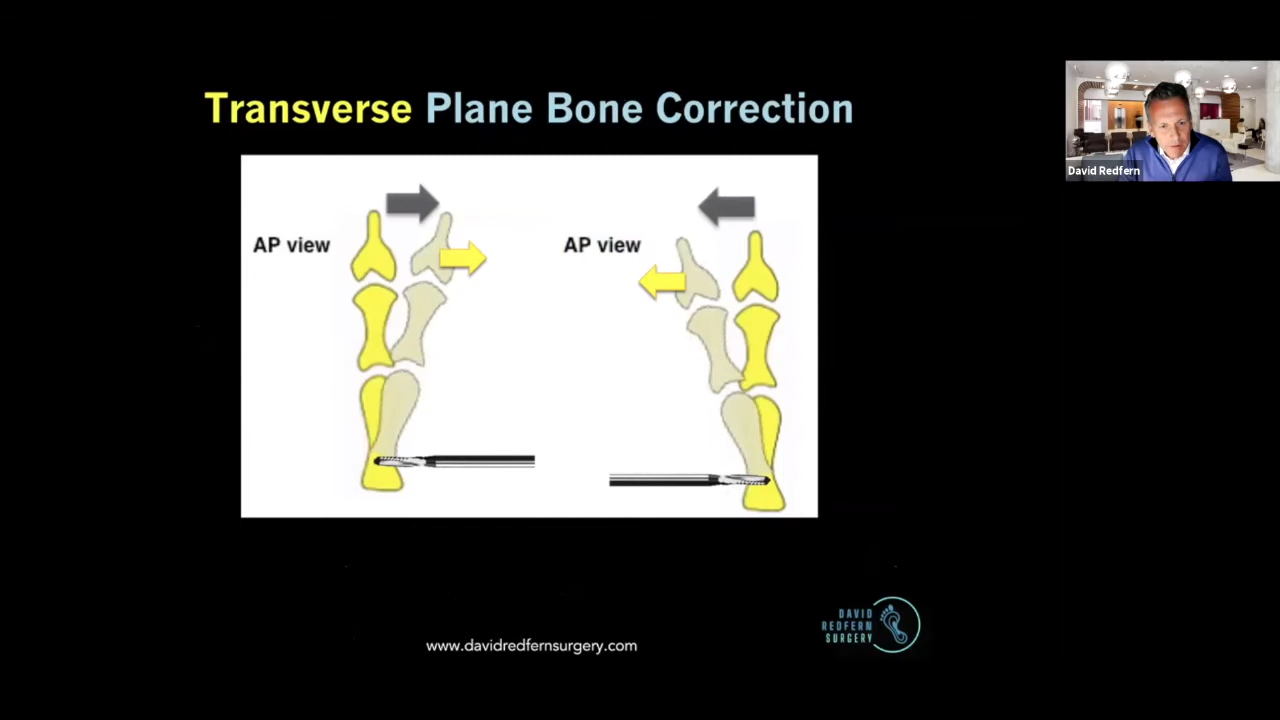 Transverse Plane Bone Correction
David Redfern
AP view
AP view
DAVID
REDFERN
SURGERY
www.davidredfernsurgery.com